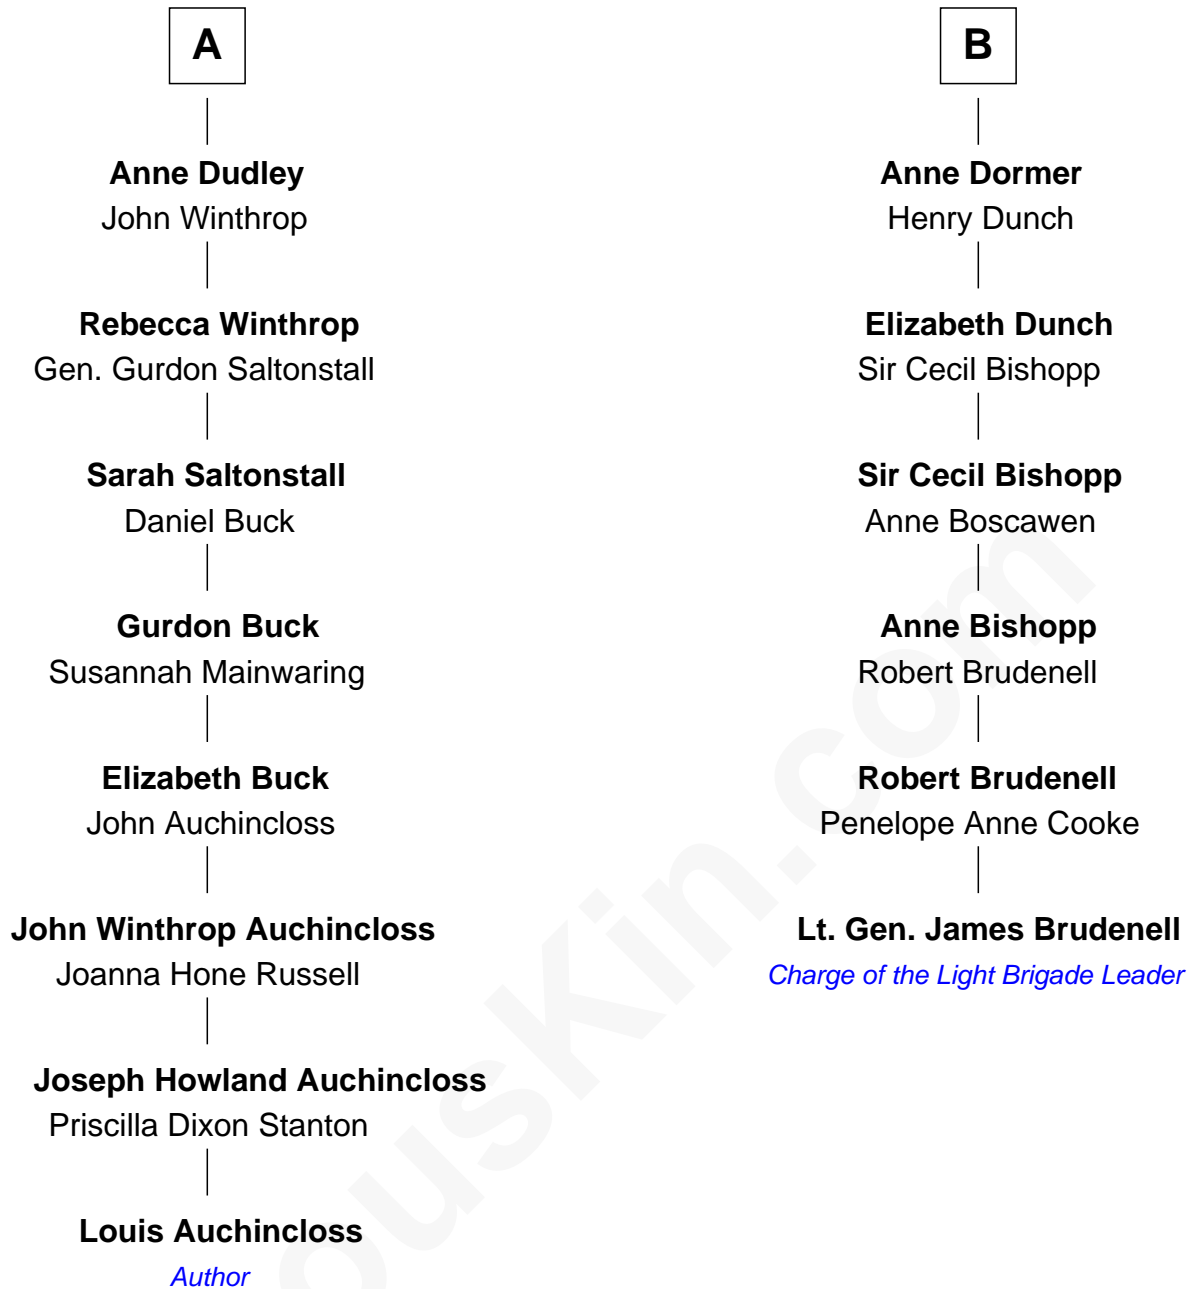 A
Anne Dudley
John Winthrop
Rebecca Winthrop
Gen. Gurdon Saltonstall
Sarah Saltonstall
Daniel Buck
Gurdon Buck
Susannah Mainwaring
Elizabeth Buck
John Auchincloss
John Winthrop Auchincloss
Joanna Hone Russell
Joseph Howland Auchincloss
Priscilla Dixon Stanton
Louis Auchincloss
Author
B
Anne Dormer
Henry Dunch
Elizabeth Dunch
Sir Cecil Bishopp
Sir Cecil Bishopp
Anne Boscawen
Anne Bishopp
Robert Brudenell
Robert Brudenell
Penelope Anne Cooke
Lt. Gen. James Brudenell
Charge of the Light Brigade Leader
ousKin.com